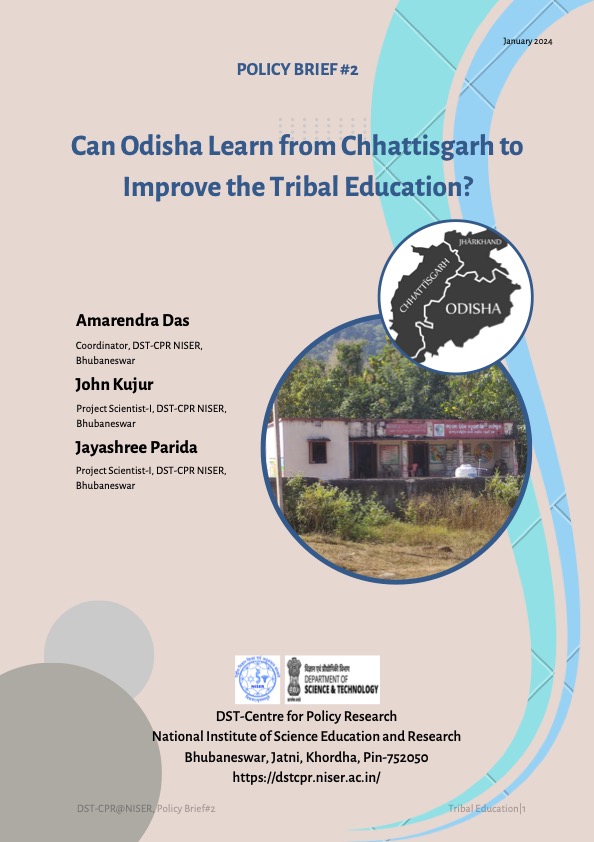 January 2024
POLICY BRIEF #2
Can Odisha Learn from Chhattisgarh to
Improve the Tribal Education?
JHARKHAND
CHHATTISGARH
ODISHA
Amarendra Das
Coordinator, DST-CPR NISER,
Bhubaneswar
John Kujur
Project Scientist-I, DST-CPR NISER,
Bhubaneswar
Jayashree Parida
Project Scientist-I, DST-CPR NISER,
Bhubaneswar
NISER
विज्ञान एवं प्रौद्योगिकी विभाग
DEPARTMENT OF
SCIENCE & TECHNOLOGY
DST-Centre for Policy Research
National Institute of Science Education and Research
Bhubaneswar, Jatni, Khordha, Pin-752050
https://dstcpr.niser.ac.in/
DST-CPR@NISER, Policy Brief#2
Tribal Education|1